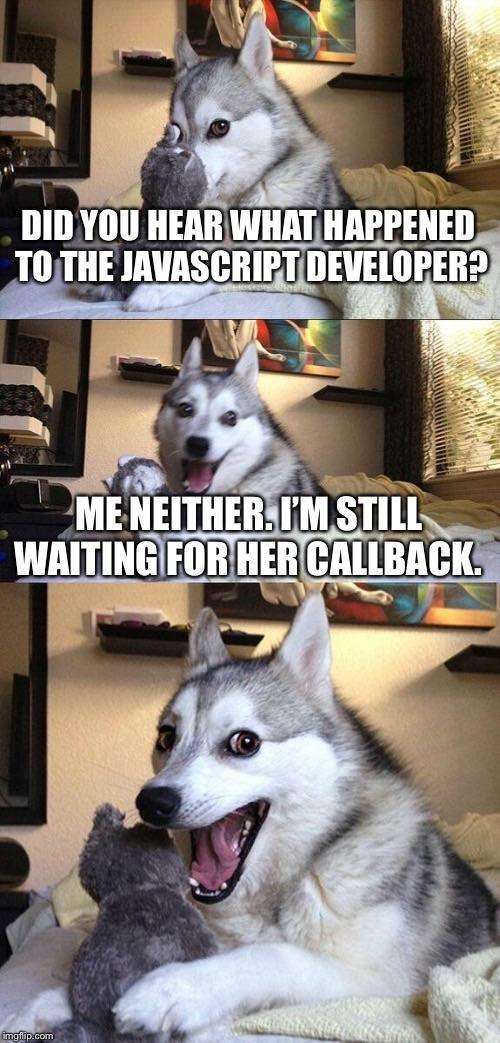 DID YOU HEAR WHAT HAPPENED
TO THE JAVASCRIPT DEVELOPER?
ME NEITHER. I'M STILL
WAITING FOR HER CALLBACK.
imgflip.com